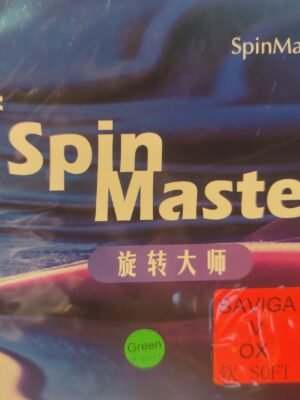 SpinMa
Spin
Maste
旋转大师
Green
SAVIGA
V
OX
软 SOFT